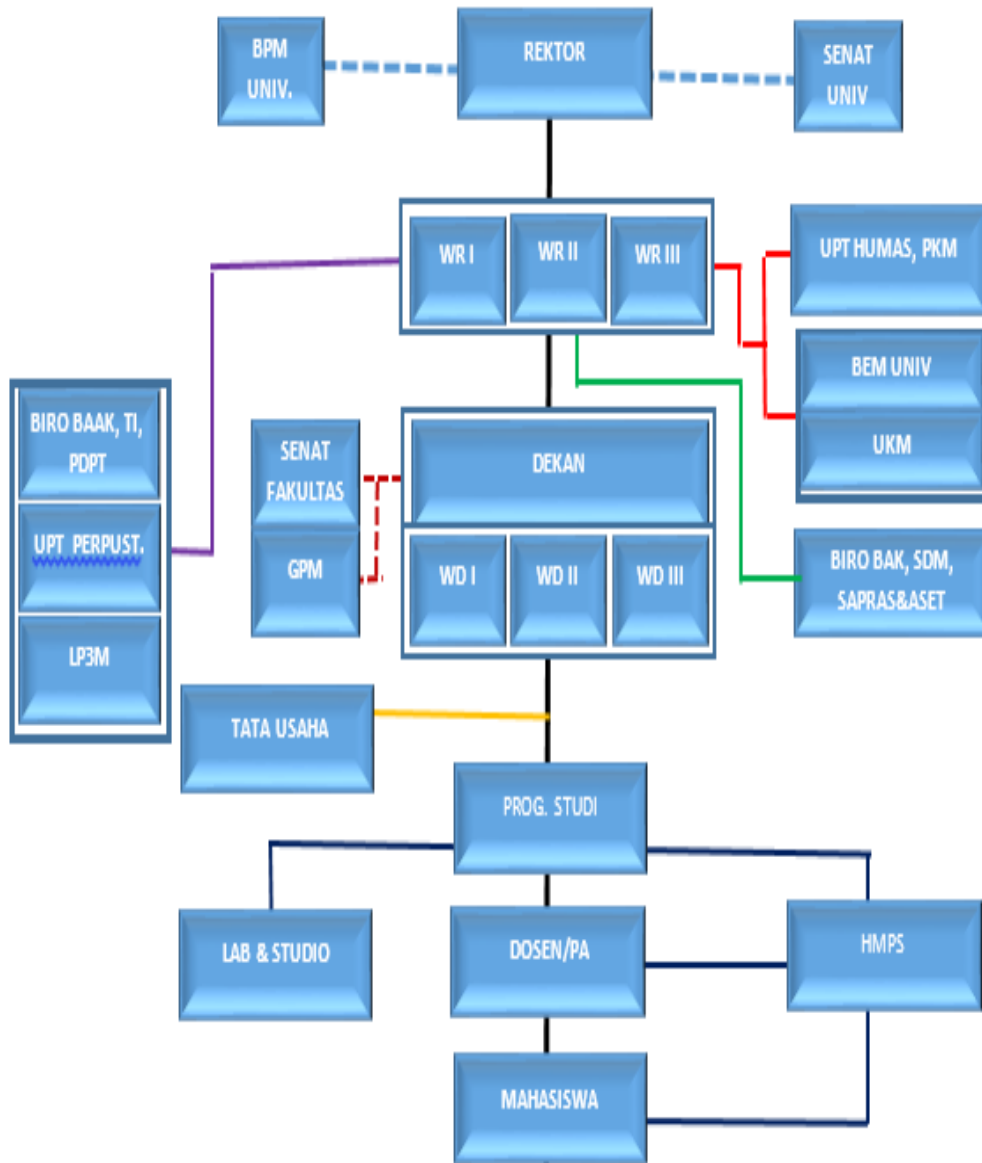 BPM
UNIV.
REKTOR
SENAT
UNIV
WR I
WR II
WR III
UPT HUMAS, PKM
BEM UNIV
UKM
BIRO BAAK, TI,
PDPT
UPT PERPUST.
LP3M
SENAT
FAKULTAS
GPM
DEKAN
WD I
WD II
WD III
BIRO BAK, SDM,
SAPRAS&ASET
TATA USAHA
PROG. STUDI
LAB & STUDIO
DOSEN/PA
HMPS
MAHASISWA